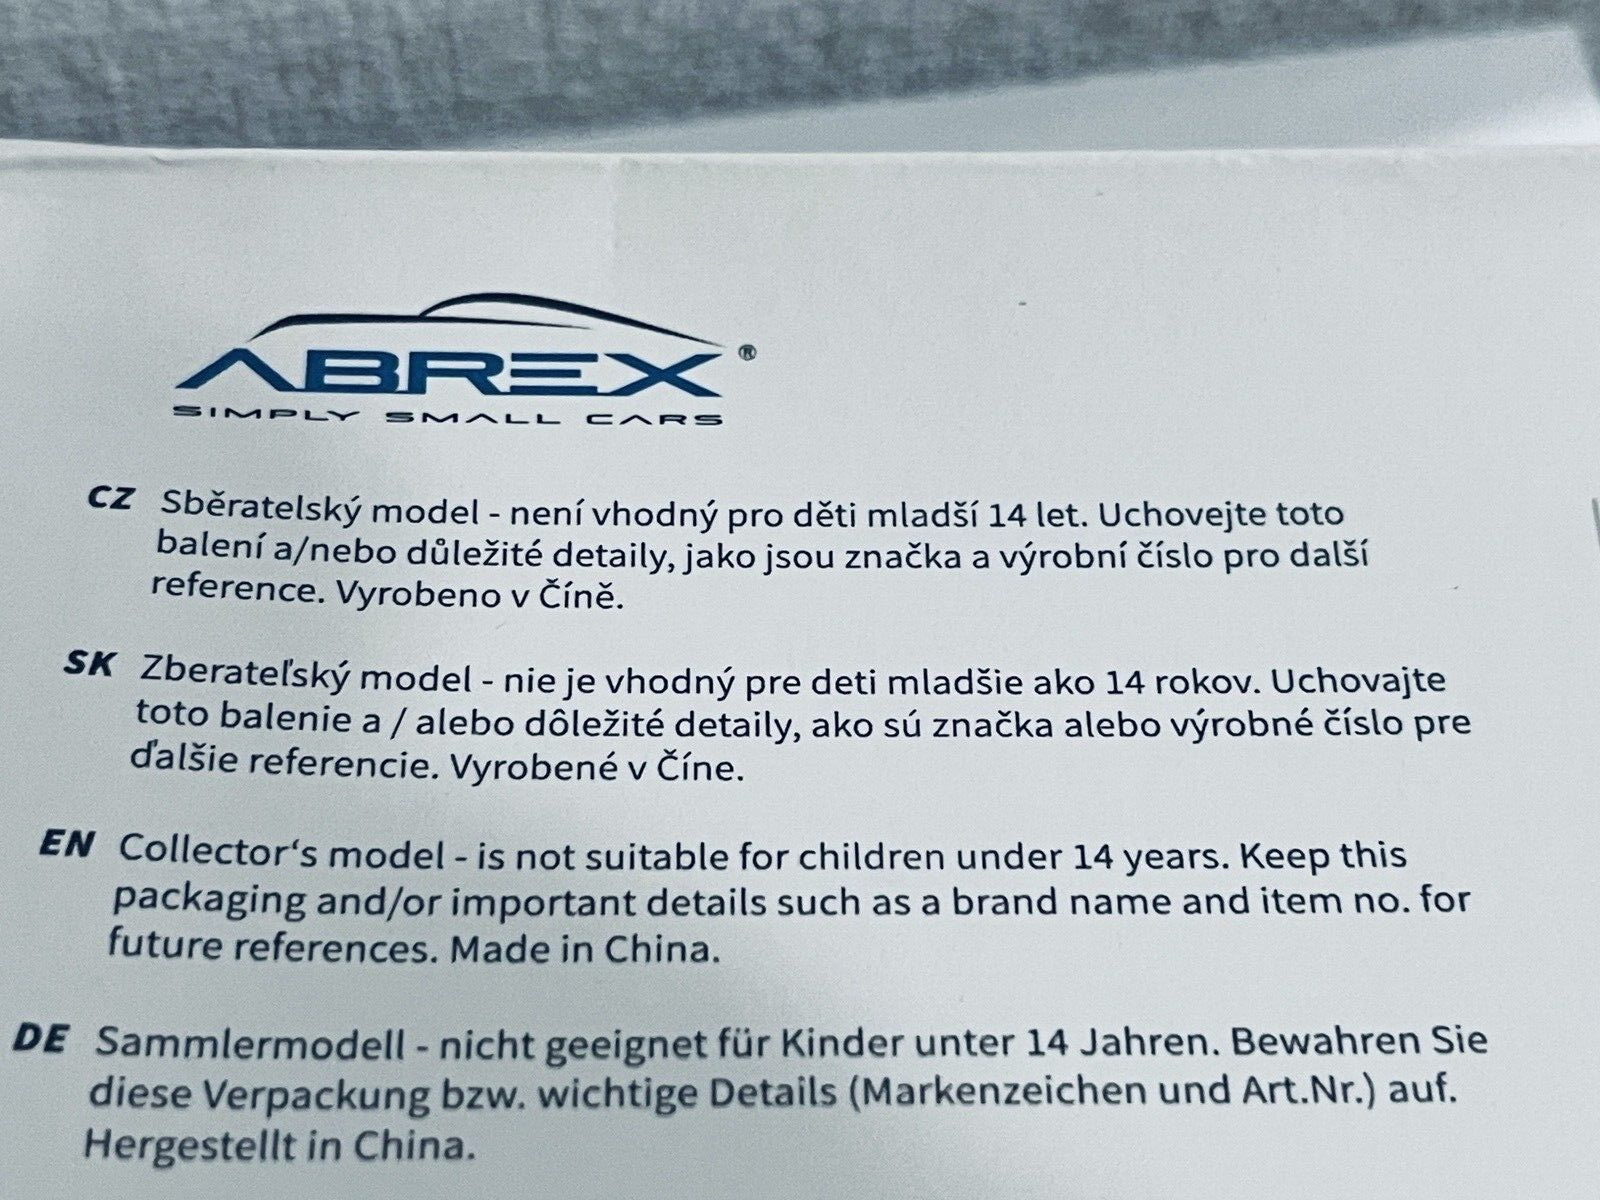 ABREX®
SIMPLY SMALL CARS
CZ Sběratelský model - není vhodný pro děti mladší 14 let. Uchovejte toto
balení a/nebo důležité detaily, jako jsou značka a výrobní číslo pro další
reference. Vyrobeno v Číně.
SK Zberateľský model - nie je vhodný pre deti mladšie ako 14 rokov. Uchovajte
toto balenie a / alebo dôležité detaily, ako sú značka alebo výrobné číslo pre
ďalšie referencie. Vyrobené v Číne.
EN Collector‘s model - is not suitable for children under 14 years. Keep this
packaging and/or important details such as a brand name and item no. for
future references. Made in China.
DE Sammlermodell - nicht geeignet für Kinder unter 14 Jahren. Bewahren Sie
diese Verpackung bzw. wichtige Details (Markenzeichen und Art.Nr.) auf.
Hergestellt in China.